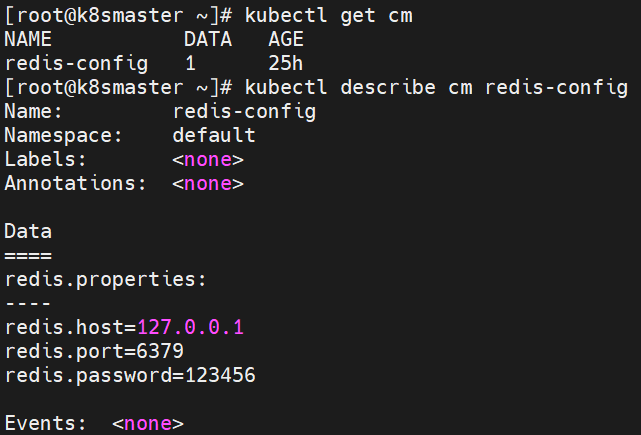 [root@k8smaster ~]# kubectl get cm
NAME           DATA   AGE
redis-config   1      25h
[root@k8smaster ~]# kubectl describe cm redis-config
Name:         redis-config
Namespace:    default
Labels:       <none>
Annotations:  <none>

Data
====
redis.properties:
----
redis.host=127.0.0.1
redis.port=6379
redis.password=123456

Events:  <none>